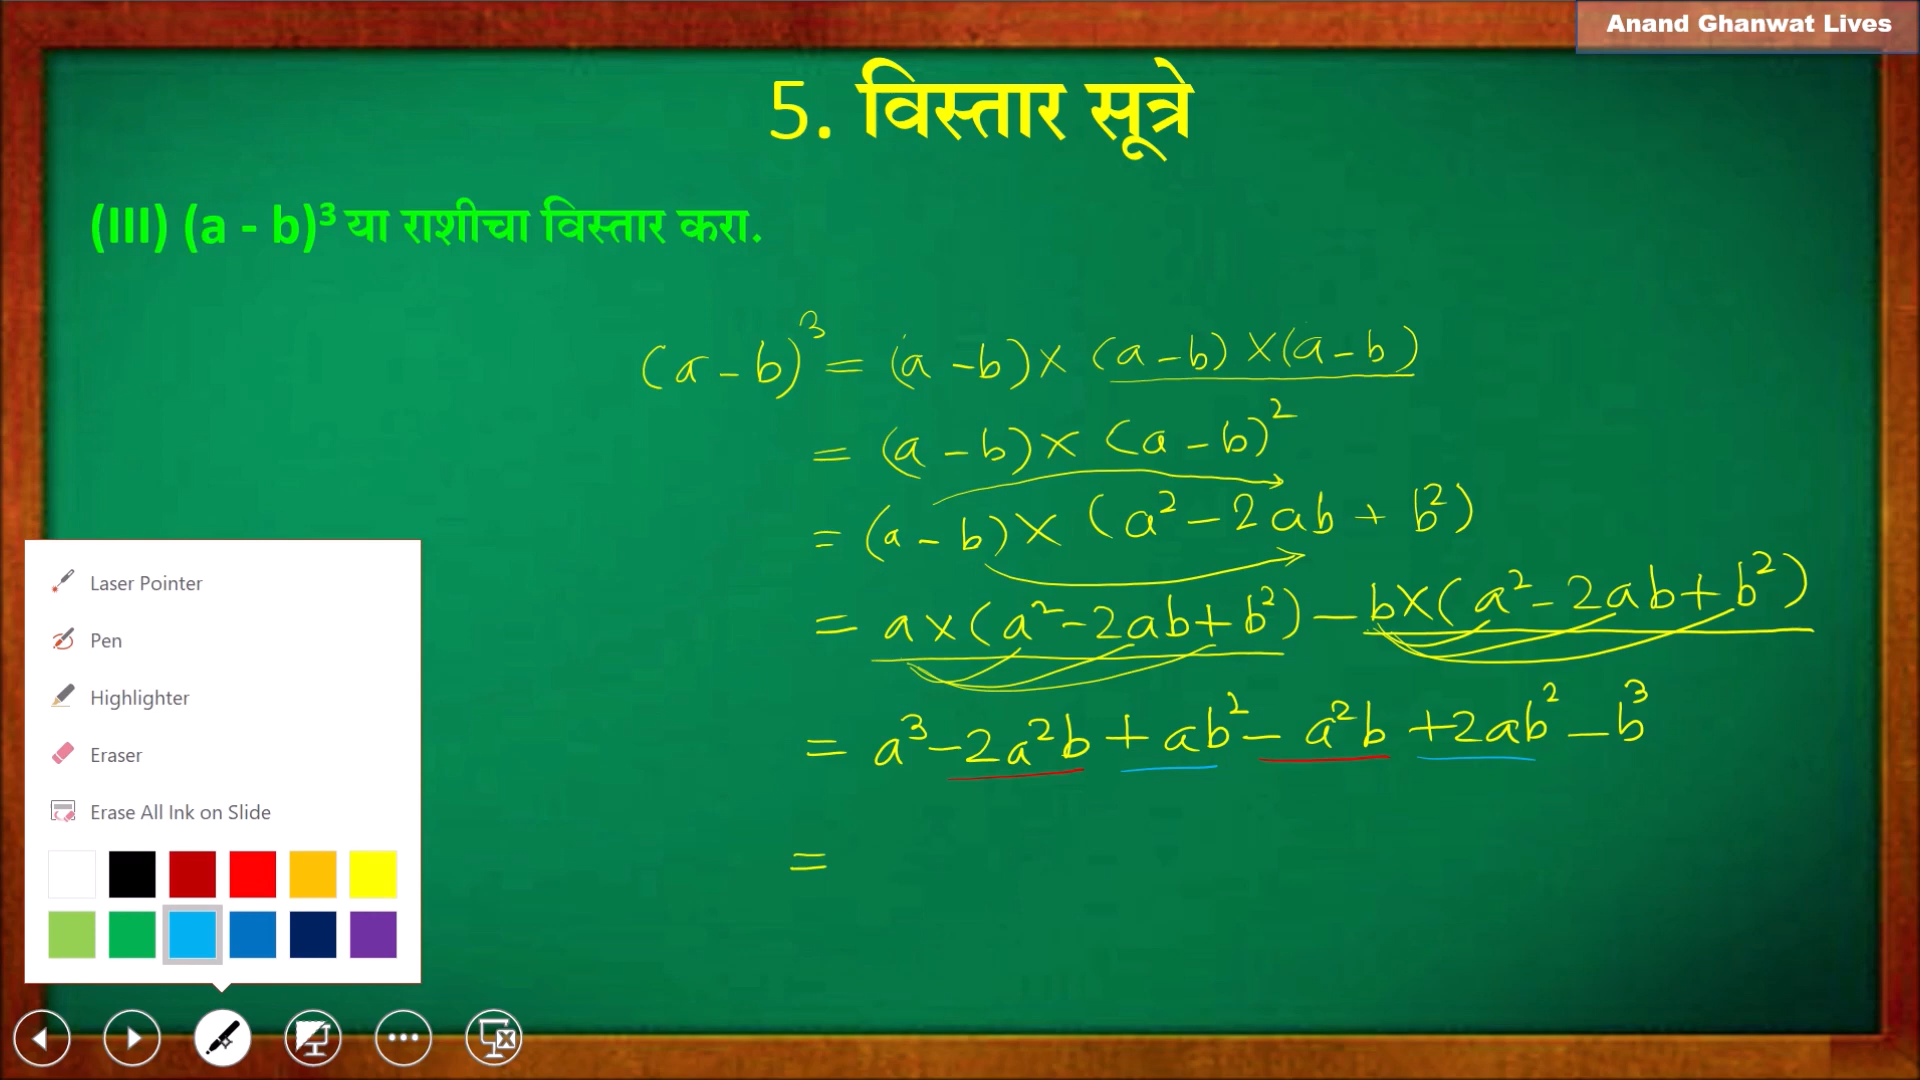 Anand Ghanwat Lives
5. विस्तार सूत्रे
(III) (a - b)³ या राशीचा विस्तार करा.
(a - b)³ = (a - b) × (a - b) × (a - b)
= (a - b) × (a - b)²
= (a - b) × (a² - 2ab + b²)
= a × (a² - 2ab + b²) - b × (a² - 2ab + b²)
= a³ - 2a²b + ab² - a²b + 2ab² - b³
=
Laser Pointer
Pen
Highlighter
Eraser
Erase All Ink on Slide